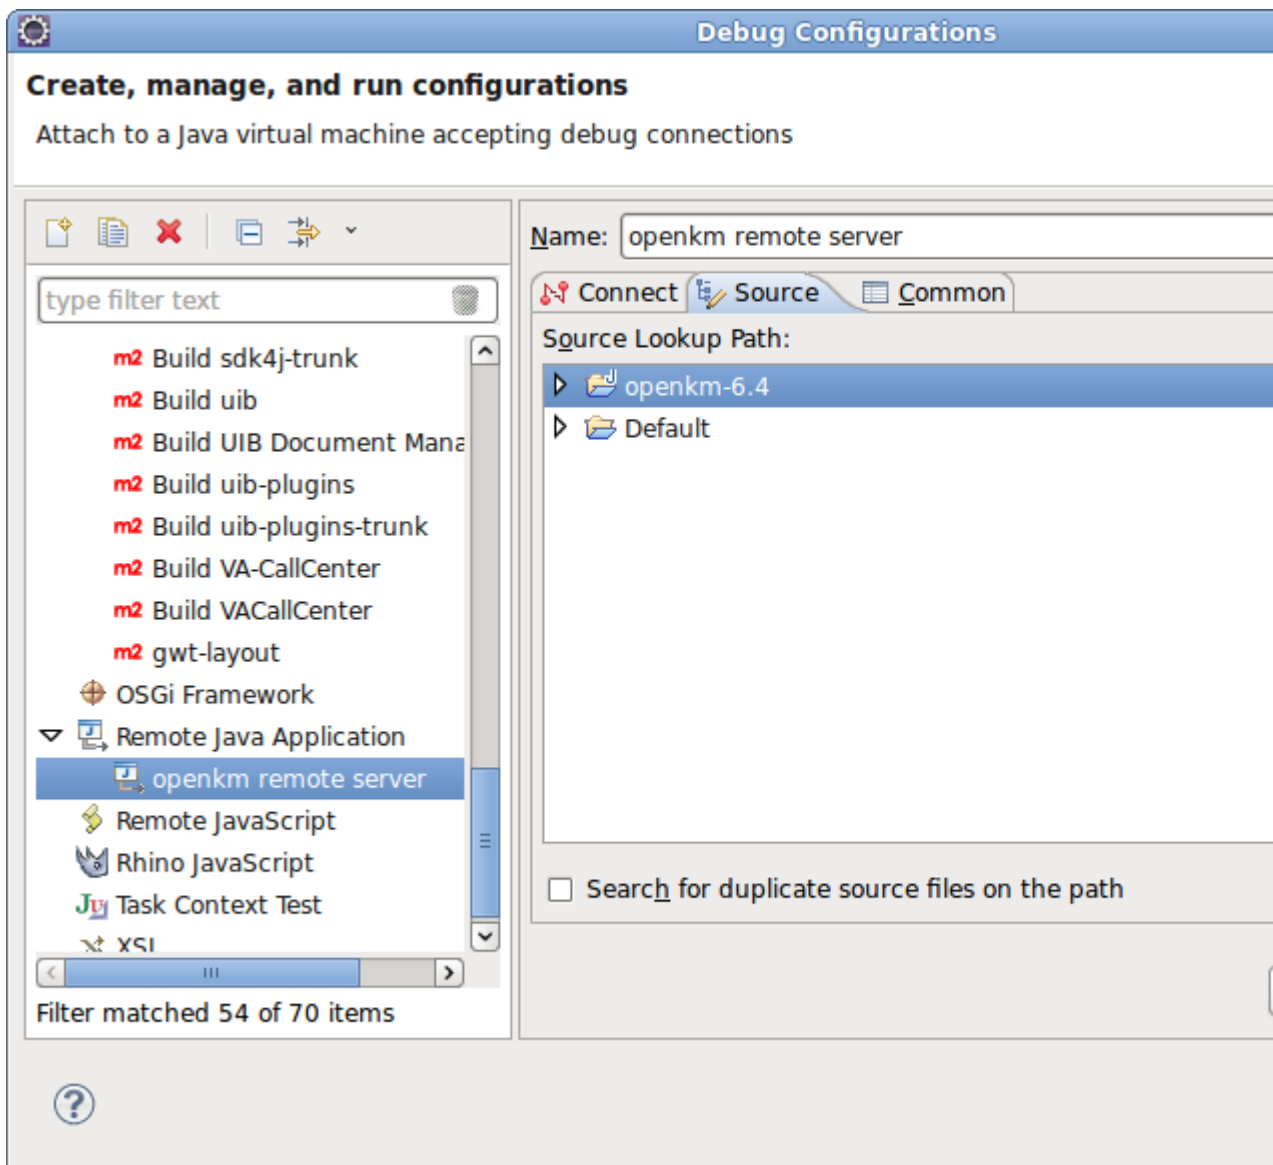 Debug Configurations
Create, manage, and run configurations
Attach to a Java virtual machine accepting debug connections
Name: openkm remote server
type filter text
Connect Source Common
Source Lookup Path:
m2 Build sdk4j-trunk
m2 Build uib
m2 Build UIB Document Mana
m2 Build uib-plugins
m2 Build uib-plugins-trunk
m2 Build VA-CallCenter
m2 Build VACallCenter
m2 gwt-layout
OSGi Framework
Remote Java Application
openkm remote server
Remote JavaScript
Rhino JavaScript
Ju Task Context Test
XSL
Filter matched 54 of 70 items
openkm-6.4
Default
Search for duplicate source files on the path
?